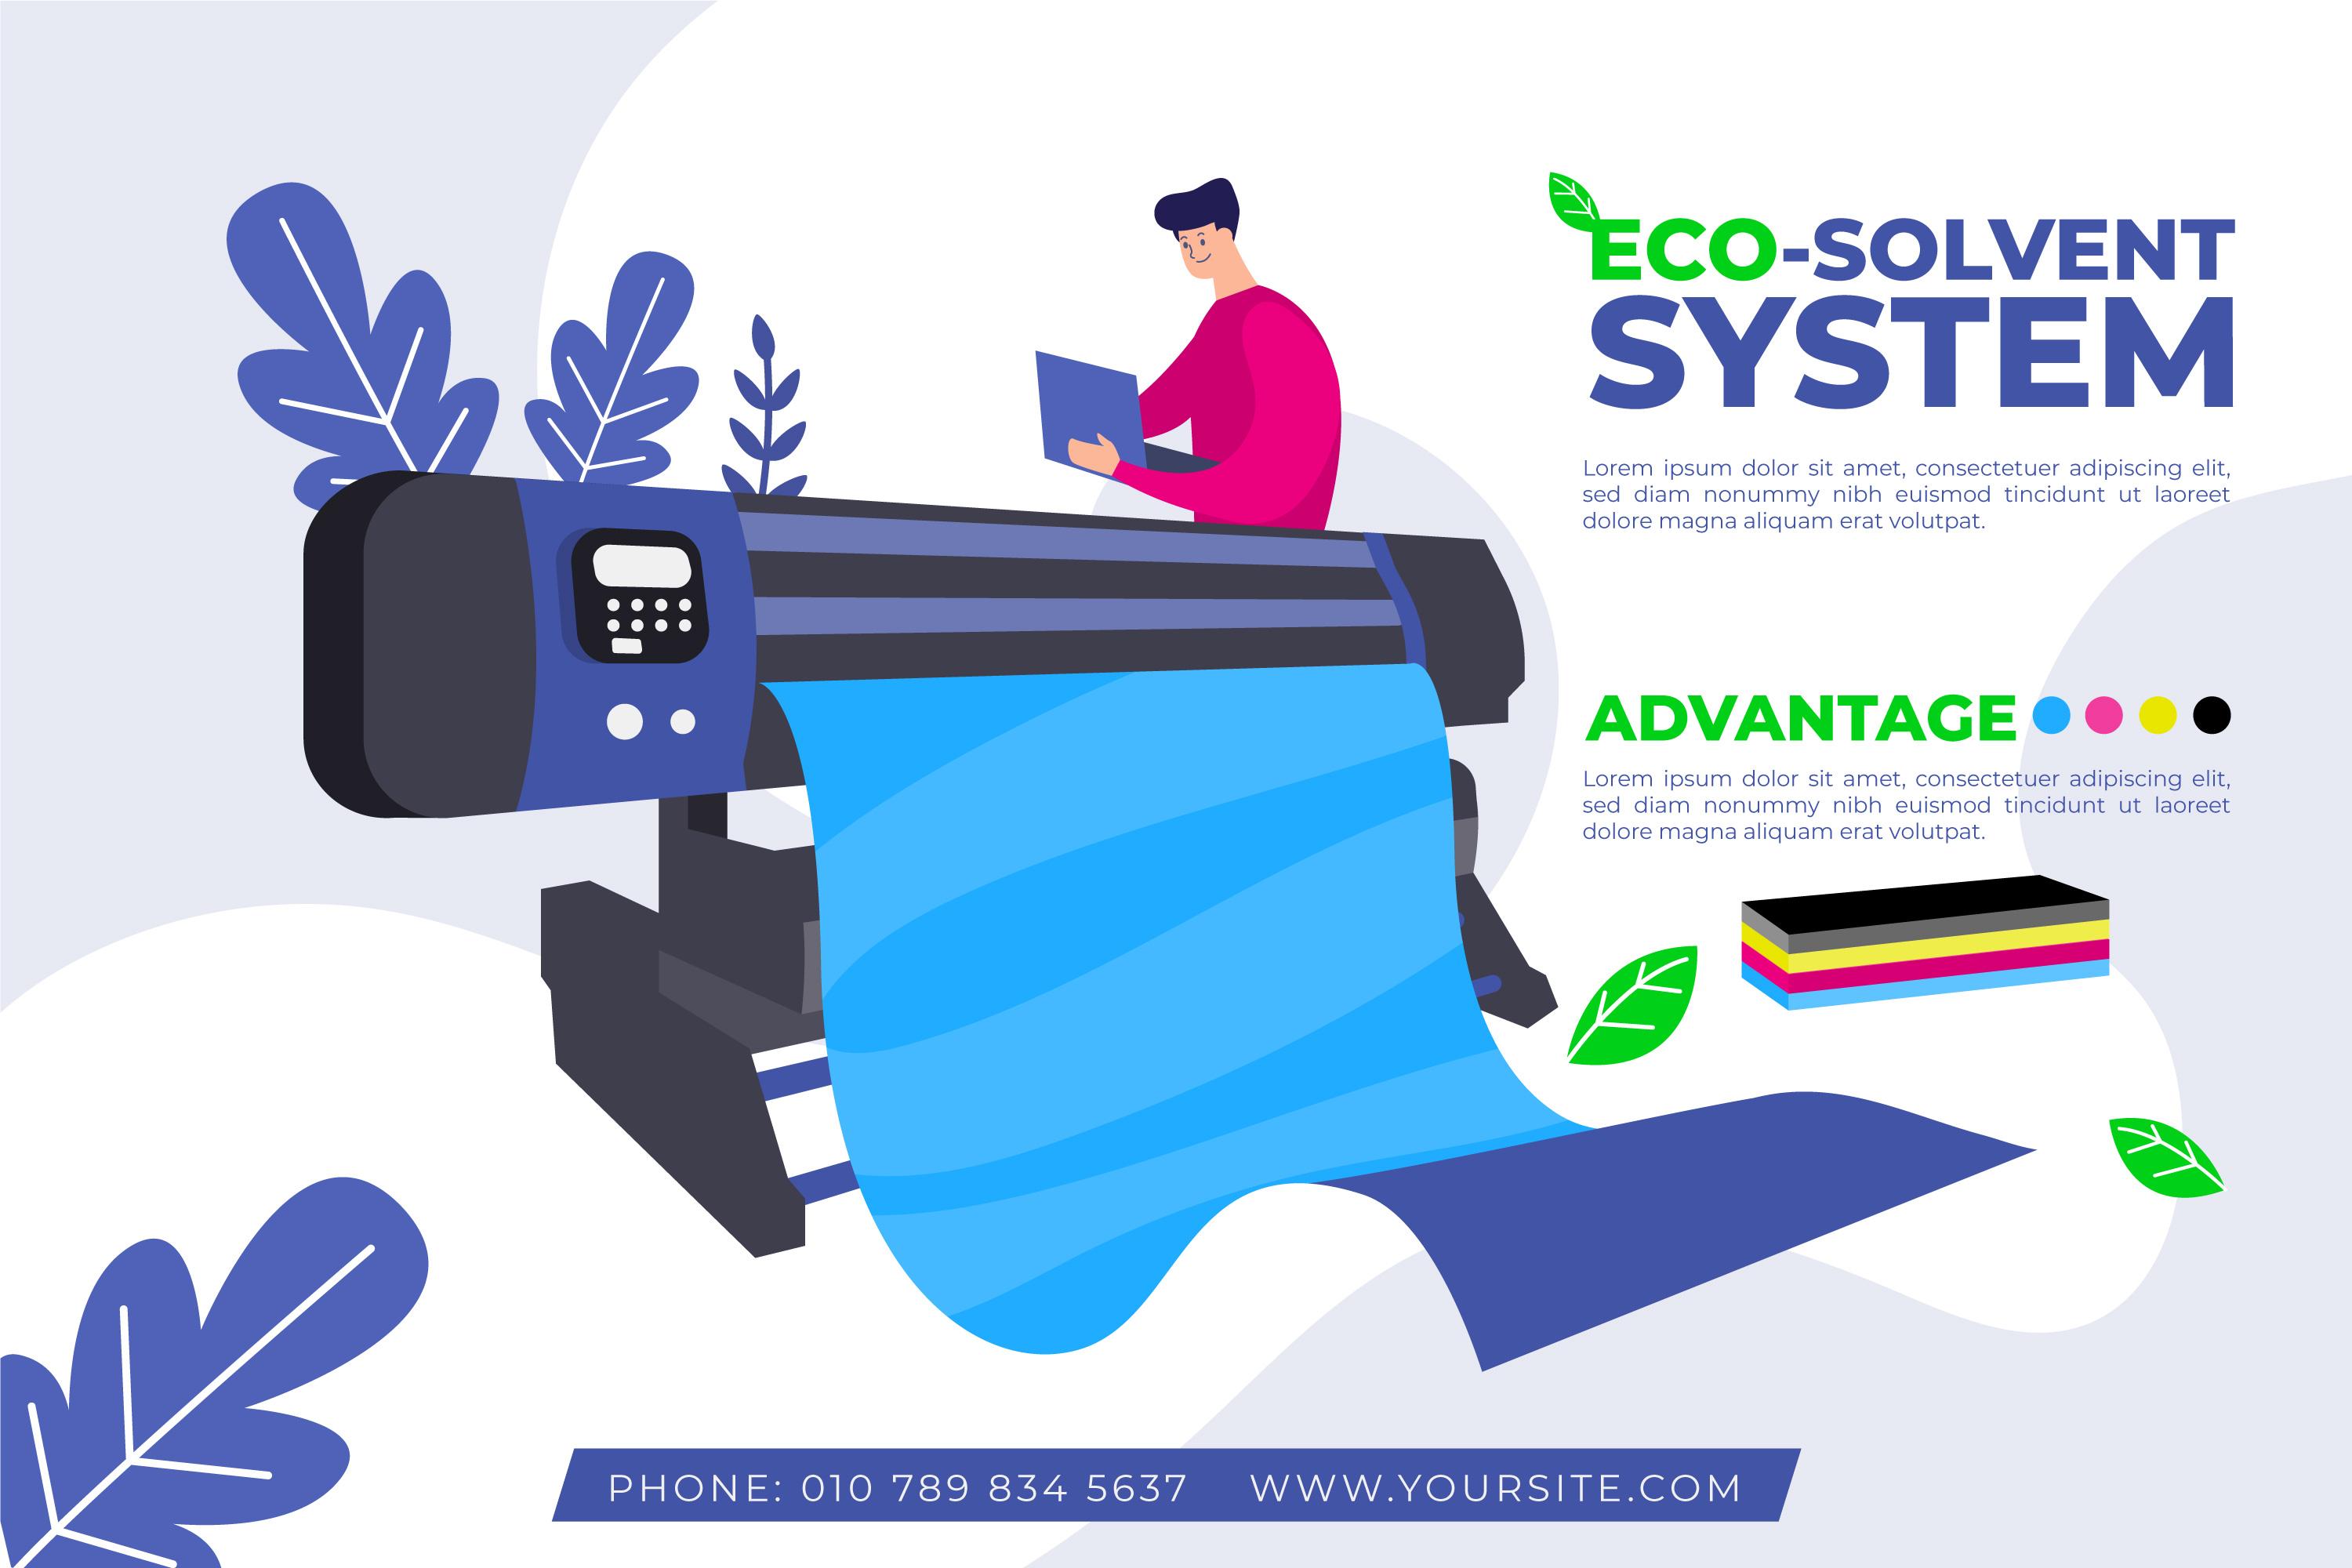 ECO-SOLVENT
SYSTEM
Lorem ipsum dolor sit amet, consectetuer adipiscing elit,
sed diam nonummy nibh euismod tincidunt ut laoreet
dolore magna aliquam erat volutpat.
ADVANTAGE
Lorem ipsum dolor sit amet, consectetuer adipiscing elit,
sed diam nonummy nibh euismod tincidunt ut laoreet
dolore magna aliquam erat volutpat.
PHONE: 010 789 834 5637 WWW.YOURSITE.COM